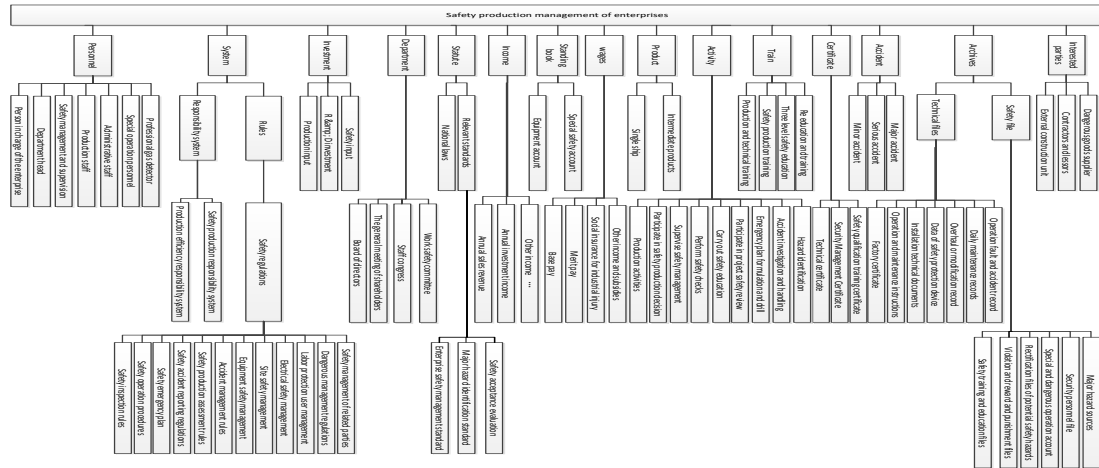 Safety production management of enterprises
Personnel
System
Investment
Department
Statute
Income
Standing book
wages
Product
Activity
Train
Certificate
Accident
Archives
Interested parties
Person in charge of the enterprise
Department head
Safety management and supervision
Production staff
Administrative staff
Special operation personnel
Professional gas detector
Responsibility system
Rules
Production input
R &amp; D investment
Safety input
National laws
Relevant standards
Equipment account
Special safety account
Single ship
Intermediate products
Production and technical training
Safety production training
Three level safety education
Re education and training
Minor accident
Serious accident
Major accident
Technical files
Safety file
External construction unit
Contractors and lessors
Dangerous goods supplier
Production efficiency responsibility system
Safety production responsibility system
Safety regulations
Board of directors
The general meeting of shareholders
Staff congress
Work safety committee
Annual sales revenue
Annual Investment income
Other income ...
Base pay
Merit pay
Social insurance for industrial injury
Other income and subsidies
Production activities
Participate in safety production decision
Supervise safety management
Perform safety checks
Carry out safety education
Participate in project safety review
Emergency plan formulation and drill
Accident investigation and handling
Hazard identification
Technical certificate
Security Management Certificate
Safety qualification training certificate
Factory certificate
Operation and maintenance instructions
Installation technical documents
Data of safety protection device
Overhaul modification record
Daily maintenance records
Operation fault and accident record
Safety inspection rules
Safety operation procedures
Safety emergency plan
Safety accident reporting regulations
Safety production assessment rules
Accident management rules
Equipment safety management
Site safety management
Electrical safety management
Labor protection user management
Dangerous management regulations
Safety management of related parties
Enterprise safety management standard
Major hazard identification standard
Safety acceptance evaluation
Safety training and education files
Violation and reward and punishment files
Rectification files of potential safety hazards
Special and dangerous operation account
Security personnel file
Major hazard sources